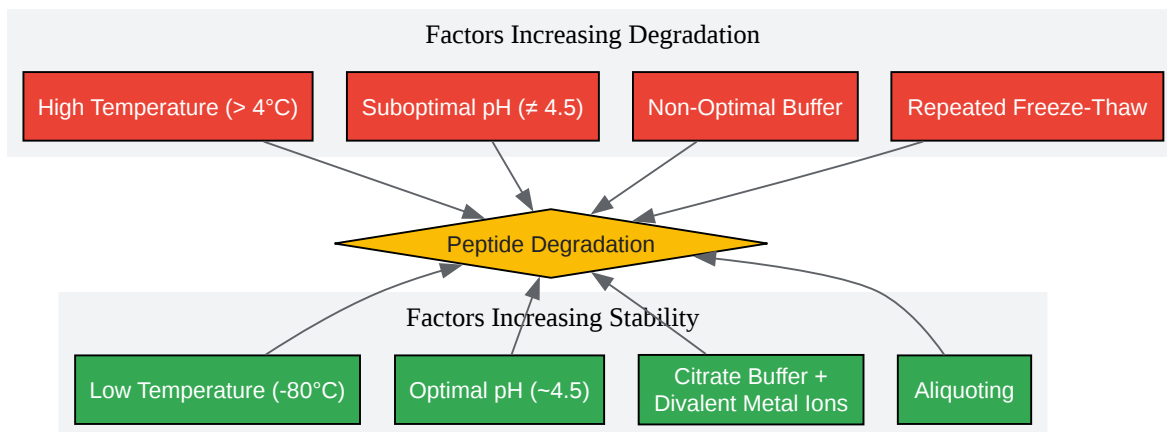 Factors Increasing Degradation
High Temperature (> 4°C)
Suboptimal pH (≠ 4.5)
Non-Optimal Buffer
Repeated Freeze-Thaw
Peptide Degradation
Factors Increasing Stability
Low Temperature (-80°C)
Optimal pH (~4.5)
Citrate Buffer +
Divalent Metal Ions
Aliquoting